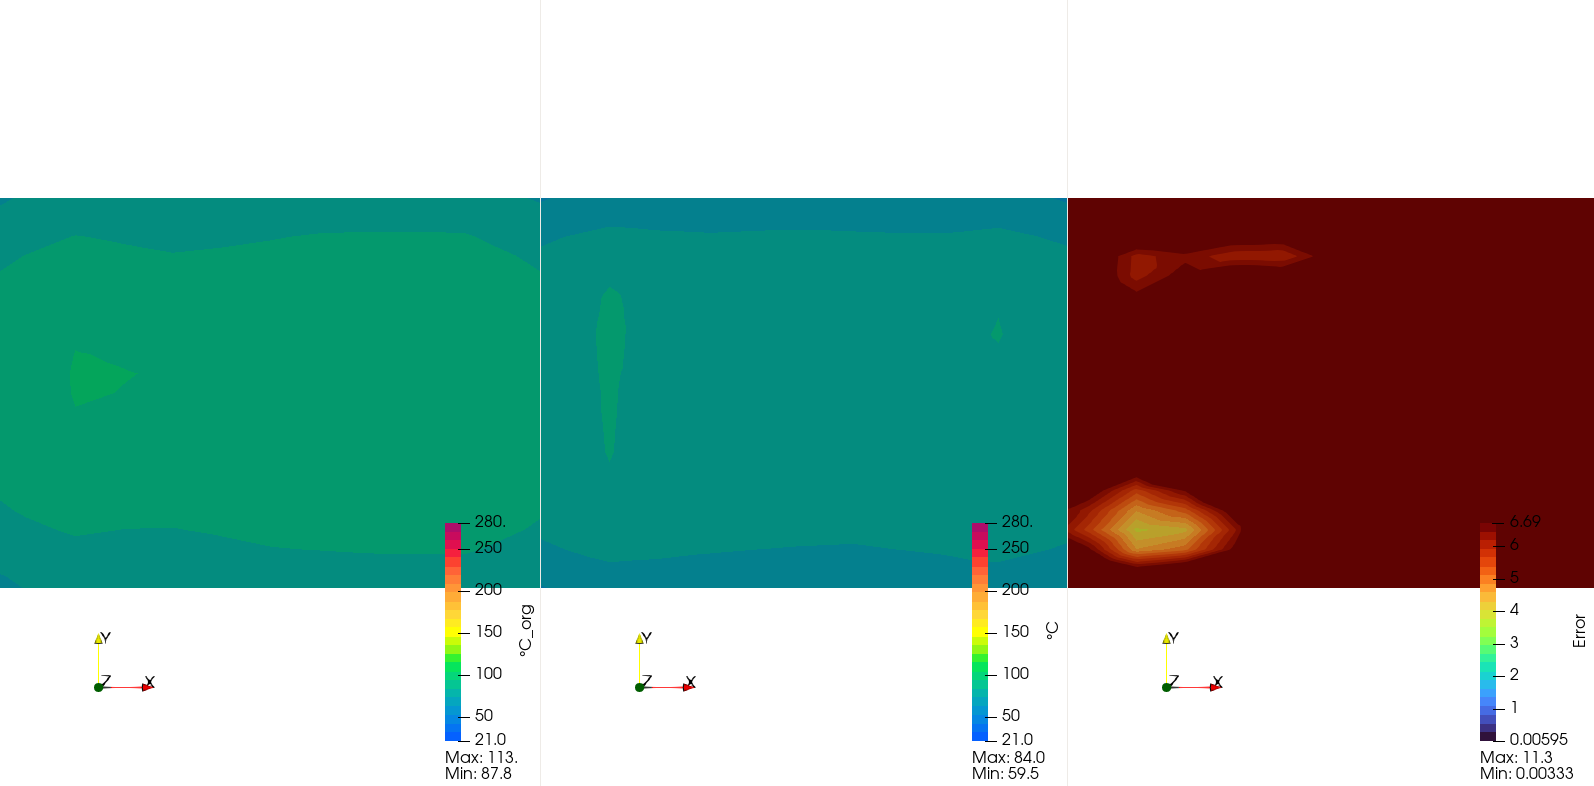 280.
250
200
150
100
50
21.0
°C_org
Max: 113.
Min: 87.8
Y
Z
X
280.
250
200
150
100
50
21.0
°C
Max: 84.0
Min: 59.5
Y
Z
X
6.69
6
5
4
3
2
1
0.00595
Error
Max: 11.3
Min: 0.00333
Y
Z
X